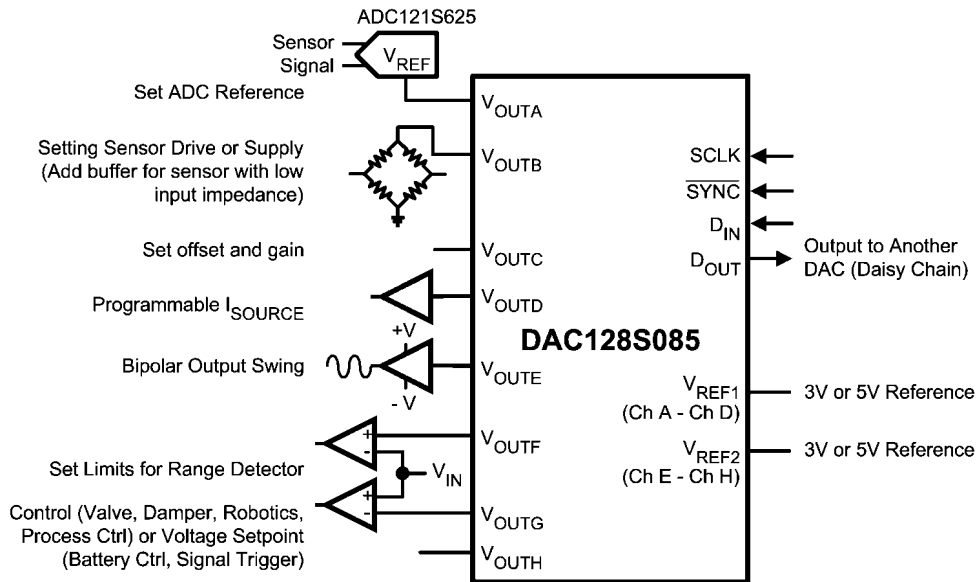 ADC121S625
Sensor
Signal
VREF
Set ADC Reference
VOUTA
Setting Sensor Drive or Supply
(Add buffer for sensor with low
input impedance)
VOUTB
Set offset and gain
VOUTC
Programmable ISOURCE
VOUTD
+V
Bipolar Output Swing
- V
VOUTE
+
-
VOUTF
Set Limits for Range Detector
VIN
+
-
Control (Valve, Damper, Robotics,
Process Ctrl) or Voltage Setpoint
(Battery Ctrl, Signal Trigger)
VOUTG
VOUTH
DAC128S085
SCLK
SYNC
DIN
DOUT
Output to Another
DAC (Daisy Chain)
VREF1
(Ch A - Ch D)
3V or 5V Reference
VREF2
(Ch E - Ch H)
3V or 5V Reference